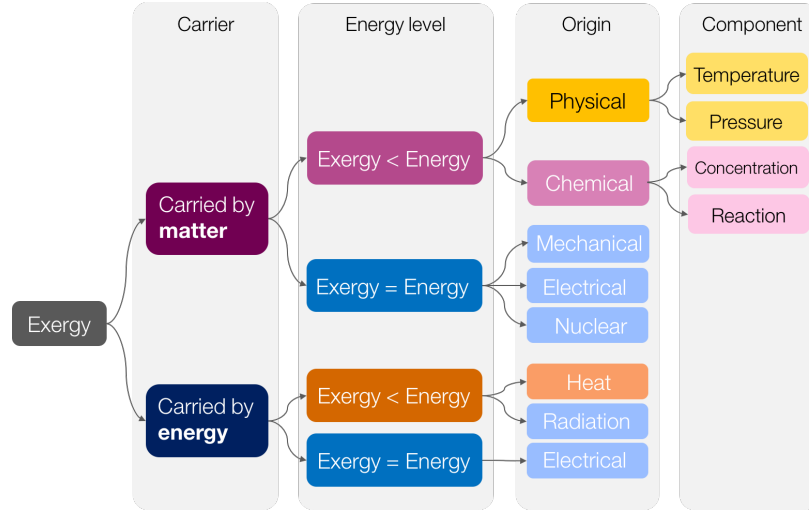 Carrier
Energy level
Origin
Component
Exergy
Carried by
matter
Carried by
energy
Exergy < Energy
Exergy = Energy
Exergy < Energy
Exergy = Energy
Physical
Chemical
Mechanical
Electrical
Nuclear
Heat
Radiation
Electrical
Temperature
Pressure
Concentration
Reaction